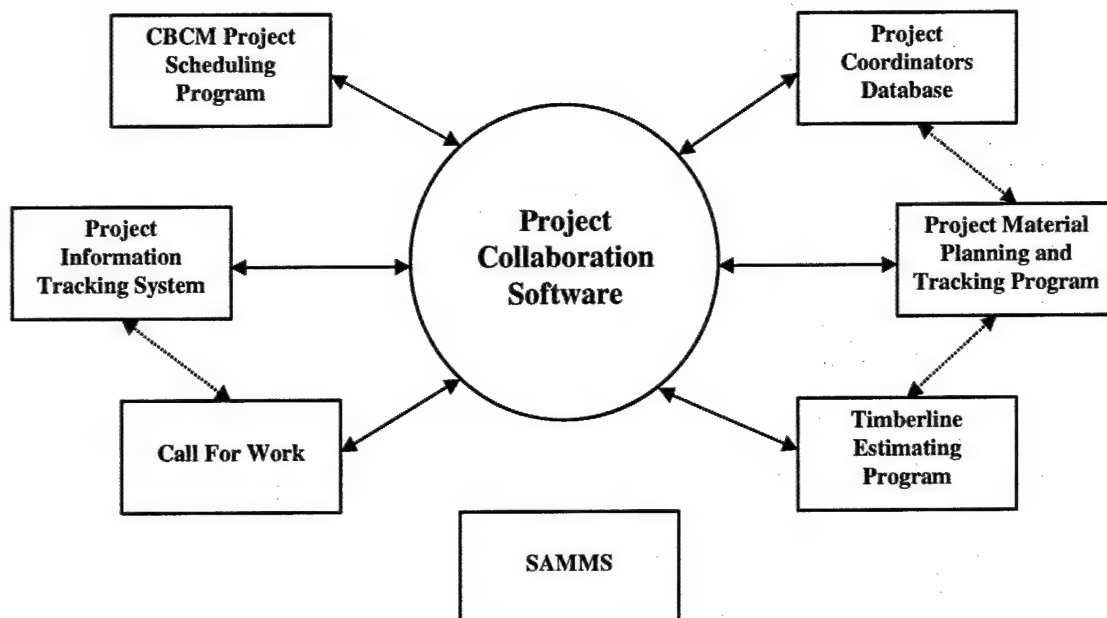 CBCM Project
Scheduling
Program
Project
Coordinators
Database
Project
Collaboration
Software
Project
Information
Tracking System
Project Material
Planning and
Tracking Program
Call For Work
Timberline
Estimating
Program
SAMMS